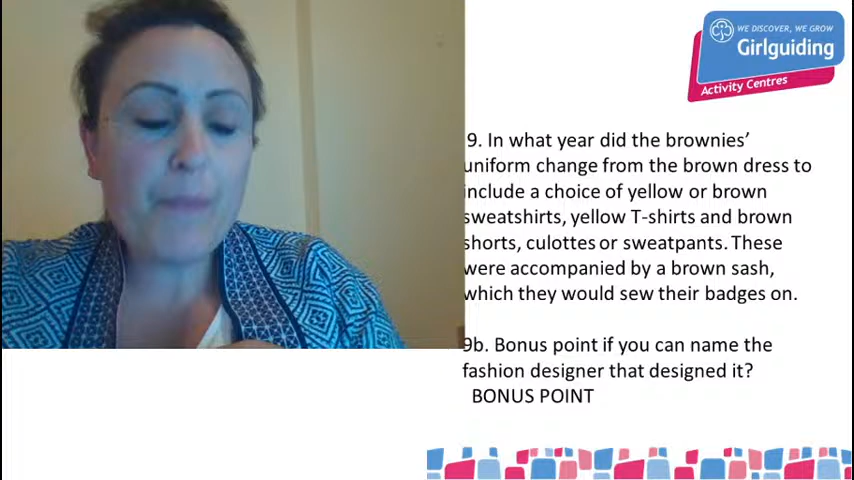 WE DISCOVER, WE GROW
Girlguiding
Activity Centres
9. In what year did the brownies’
uniform change from the brown dress to
include a choice of yellow or brown
sweatshirts, yellow T-shirts and brown
shorts, culottes or sweatpants. These
were accompanied by a brown sash,
which they would sew their badges on.
9b. Bonus point if you can name the
fashion designer that designed it?
BONUS POINT